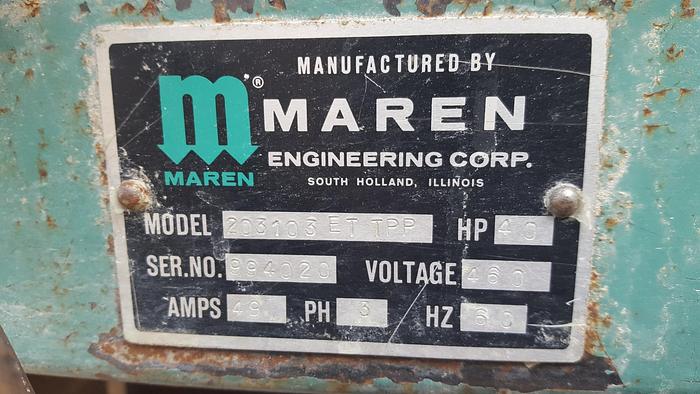 MANUFACTURED BY
m®
MAREN
MAREN
ENGINEERING CORP.
SOUTH HOLLAND, ILLINOIS
MODEL 203103 ET TPP HP 40
SER.NO. 994020 VOLTAGE 460
AMPS 49 PH 3 HZ 60